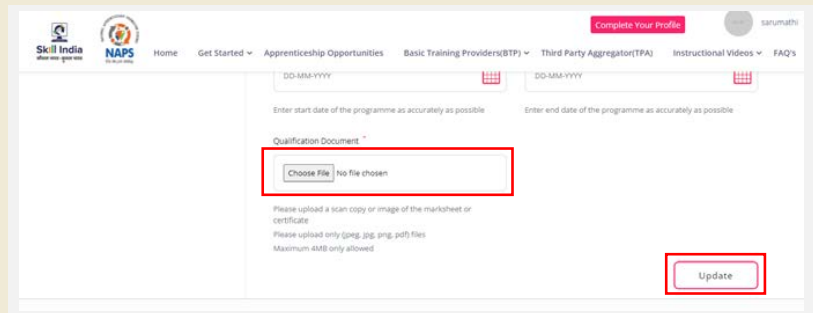 Complete Your Profile
sarumathi
Skill India
कौशल भारत - कुशल भारत
NAPS
Home Get Started Apprenticeship Opportunities Basic Training Providers(BTP) Third Party Aggregator(TPA) Instructional Videos FAQ's
DD-MM-YYYY DD-MM-YYYY
Enter start date of the programme as accurately as possible Enter end date of the programme as accurately as possible
Qualification Document *
Choose File No file chosen
Please upload a scan copy or image of the marksheet or
certificate
Please upload only (jpeg, jpg, png, pdf) files
Maximum 4MB only allowed
Update